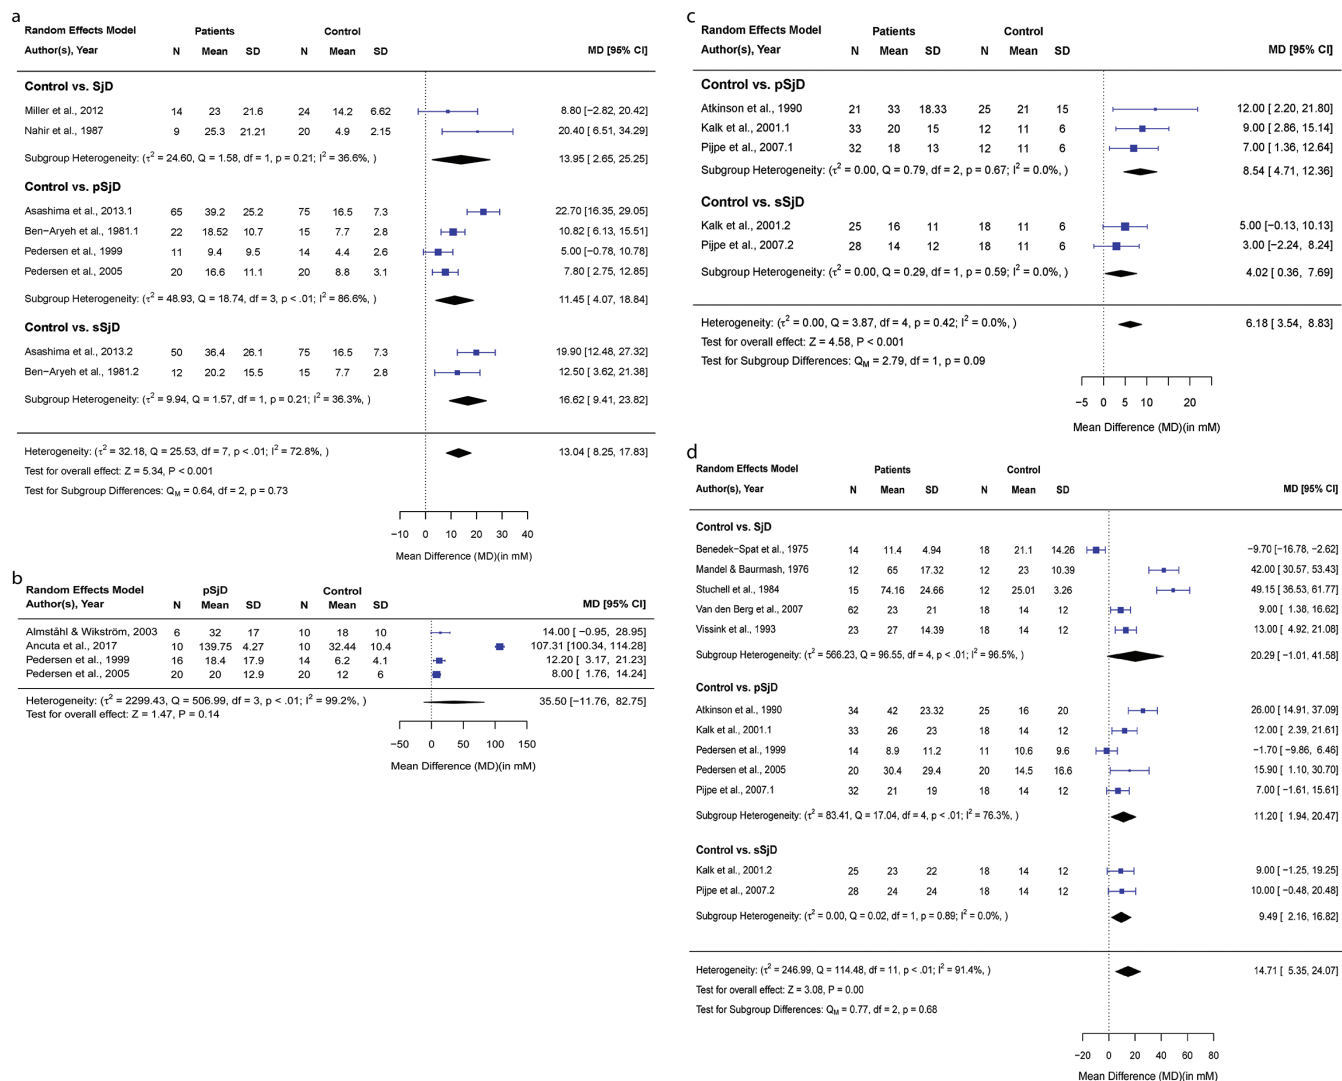 a
Random Effects Model Patients Control
Author(s), Year N Mean SD N Mean SD MD [95% CI]
Control vs. SjD
Miller et al., 2012 14 23 21.6 24 14.2 6.62 8.80 [−2.82, 20.42]
Nahir et al., 1987 9 25.3 21.21 20 4.9 2.15 20.40 [ 6.51, 34.29]
Subgroup Heterogeneity: (τ² = 24.60, Q = 1.58, df = 1, p = 0.21; I² = 36.6%, ) 13.95 [ 2.65, 25.25]
Control vs. pSjD
Asashima et al., 2013.1 65 39.2 25.2 75 16.5 7.3 22.70 [16.35, 29.05]
Ben−Aryeh et al., 1981.1 22 18.52 10.7 15 7.7 2.8 10.82 [ 6.13, 15.51]
Pedersen et al., 1999 11 9.4 9.5 14 4.4 2.6 5.00 [−0.78, 10.78]
Pedersen et al., 2005 20 16.6 11.1 20 8.8 3.1 7.80 [ 2.75, 12.85]
Subgroup Heterogeneity: (τ² = 48.93, Q = 18.74, df = 3, p < .01; I² = 86.6%, ) 11.45 [ 4.07, 18.84]
Control vs. sSjD
Asashima et al., 2013.2 50 36.4 26.1 75 16.5 7.3 19.90 [12.48, 27.32]
Ben−Aryeh et al., 1981.2 12 20.2 15.5 15 7.7 2.8 12.50 [ 3.62, 21.38]
Subgroup Heterogeneity: (τ² = 9.94, Q = 1.57, df = 1, p = 0.21; I² = 36.3%, ) 16.62 [ 9.41, 23.82]
Heterogeneity: (τ² = 32.18, Q = 25.53, df = 7, p < .01; I² = 72.8%, ) 13.04 [ 8.25, 17.83]
Test for overall effect: Z = 5.34, P < 0.001
Test for Subgroup Differences: Q_M = 0.64, df = 2, p = 0.73
−10 0 10 20 30 40
Mean Difference (MD)(in mM)
b
Random Effects Model pSjD Control
Author(s), Year N Mean SD N Mean SD MD [95% CI]
Almståhl & Wikström, 2003 6 32 17 10 18 10 14.00 [ −0.95, 28.95]
Ancuta et al., 2017 10 139.75 4.27 10 32.44 10.4 107.31 [100.34, 114.28]
Pedersen et al., 1999 16 18.4 17.9 14 6.2 4.1 12.20 [ 3.17, 21.23]
Pedersen et al., 2005 20 20 12.9 20 12 6 8.00 [ 1.76, 14.24]
Heterogeneity: (τ² = 2299.43, Q = 506.99, df = 3, p < .01; I² = 99.2%, ) 35.50 [−11.76, 82.75]
Test for overall effect: Z = 1.47, P = 0.14
−50 0 50 100 150
Mean Difference (MD)(in mM)
c
Random Effects Model Patients Control
Author(s), Year N Mean SD N Mean SD MD [95% CI]
Control vs. pSjD
Atkinson et al. 1990 21 33 18.33 25 21 15 12.00 [ 2.20, 21.80]
Kalk et al., 2001.1 33 20 15 12 11 6 9.00 [ 2.86, 15.14]
Pijpe et al., 2007.1 32 18 13 12 11 6 7.00 [ 1.36, 12.64]
Subgroup Heterogeneity: (τ² = 0.00, Q = 0.79, df = 2, p = 0.67; I² = 0.0%, ) 8.54 [ 4.71, 12.36]
Control vs. sSjD
Kalk et al., 2001.2 25 16 11 18 11 6 5.00 [−0.13, 10.13]
Pijpe et al., 2007.2 28 14 12 18 11 6 3.00 [−2.24, 8.24]
Subgroup Heterogeneity: (τ² = 0.00, Q = 0.29, df = 1, p = 0.59; I² = 0.0%, ) 4.02 [ 0.36, 7.69]
Heterogeneity: (τ² = 0.00, Q = 3.87, df = 4, p = 0.42; I² = 0.0%, ) 6.18 [ 3.54, 8.83]
Test for overall effect: Z = 4.58, P < 0.001
Test for Subgroup Differences: Q_M = 2.79, df = 1, p = 0.09
−5 0 5 10 20
Mean Difference (MD)(in mM)
d
Random Effects Model Patients Control
Author(s), Year N Mean SD N Mean SD MD [95% CI]
Control vs. SjD
Benedek−Spat et al., 1975 14 11.4 4.94 18 21.1 14.26 −9.70 [−16.78, −2.62]
Mandel & Baurmash, 1976 12 65 17.32 12 23 10.39 42.00 [ 30.57, 53.43]
Stuchell et al., 1984 15 74.16 24.66 12 25.01 3.26 49.15 [ 36.53, 61.77]
Van den Berg et al., 2007 62 23 21 18 14 12 9.00 [ 1.38, 16.62]
Vissink et al., 1993 23 27 14.39 18 14 12 13.00 [ 4.92, 21.08]
Subgroup Heterogeneity: (τ² = 566.23, Q = 96.55, df = 4, p < .01; I² = 96.5%, ) 20.29 [ −1.01, 41.58]
Control vs. pSjD
Atkinson et al., 1990 34 42 23.32 25 16 20 26.00 [ 14.91, 37.09]
Kalk et al., 2001.1 33 26 23 18 14 12 12.00 [ 2.39, 21.61]
Pedersen et al., 1999 14 8.9 11.2 11 10.6 9.6 −1.70 [ −9.86, 6.46]
Pedersen et al., 2005 20 30.4 29.4 20 14.5 16.6 15.90 [ 1.10, 30.70]
Pijpe et al., 2007.1 32 21 19 18 14 12 7.00 [ −1.61, 15.61]
Subgroup Heterogeneity: (τ² = 83.41, Q = 17.04, df = 4, p < .01; I² = 76.3%, ) 11.20 [ 1.94, 20.47]
Control vs. sSjD
Kalk et al., 2001.2 25 23 22 18 14 12 9.00 [ −1.25, 19.25]
Pijpe et al., 2007.2 28 24 24 18 14 12 10.00 [ −0.48, 20.48]
Subgroup Heterogeneity: (τ² = 0.00, Q = 0.02, df = 1, p = 0.89; I² = 0.0%, ) 9.49 [ 2.16, 16.82]
Heterogeneity: (τ² = 246.99, Q = 114.48, df = 11, p < .01; I² = 91.4%, ) 14.71 [ 5.35, 24.07]
Test for overall effect: Z = 3.08, P = 0.00
Test for Subgroup Differences: Q_M = 0.77, df = 2, p = 0.68
−20 0 20 40 60 80
Mean Difference (MD)(in mM)